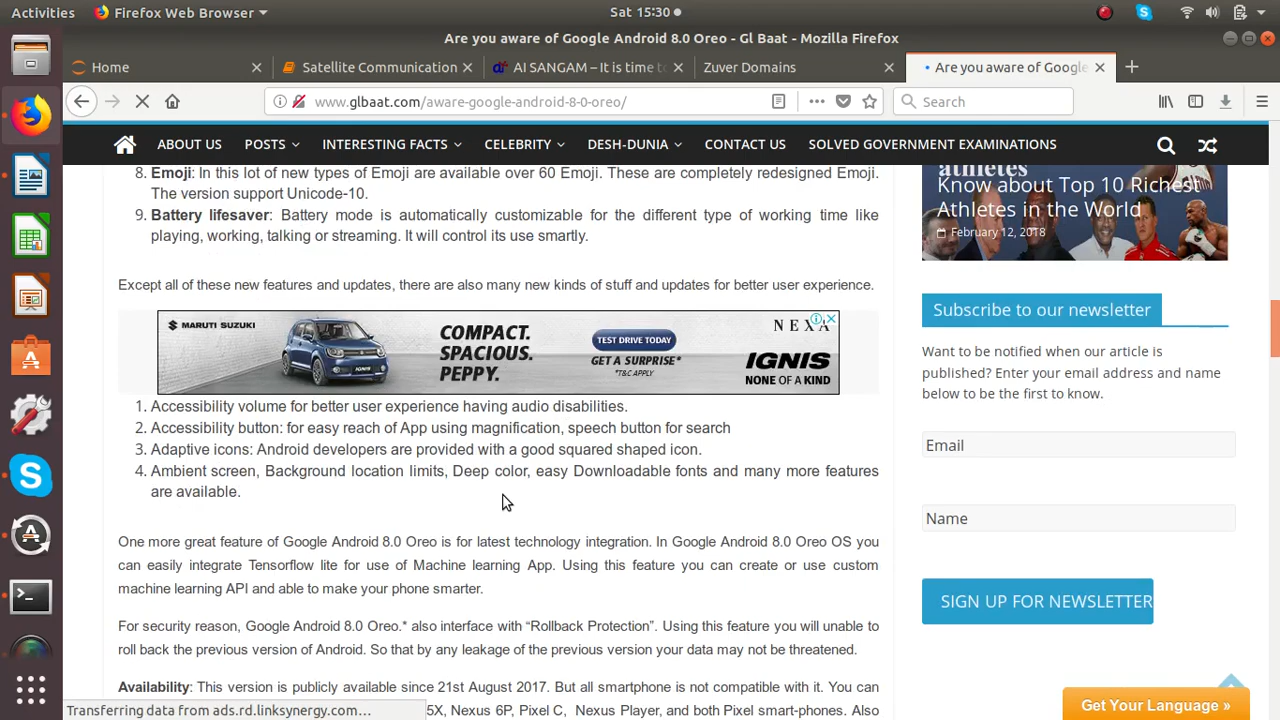 Activities Firefox Web Browser Sat 15:30
Are you aware of Google Android 8.0 Oreo - Gl Baat - Mozilla Firefox
Home Satellite Communication AI SANGAM – It is time to Zuver Domains Are you aware of Google
www.glbaat.com/aware-google-android-8-0-oreo/ Search
ABOUT US POSTS INTERESTING FACTS CELEBRITY DESH-DUNIA CONTACT US SOLVED GOVERNMENT EXAMINATIONS
8. Emoji: In this lot of new types of Emoji are available over 60 Emoji. These are completely redesigned Emoji.
The version support Unicode-10.
9. Battery lifesaver: Battery mode is automatically customizable for the different type of working time like
playing, working, talking or streaming. It will control its use smartly.
Except all of these new features and updates, there are also many new kinds of stuff and updates for better user experience.
MARUTI SUZUKI
COMPACT.
SPACIOUS.
PEPPY.
TEST DRIVE TODAY
GET A SURPRISE*
*T&C APPLY
NEXA
IGNIS
NONE OF A KIND
IGNIS
1. Accessibility volume for better user experience having audio disabilities.
2. Accessibility button: for easy reach of App using magnification, speech button for search
3. Adaptive icons: Android developers are provided with a good squared shaped icon.
4. Ambient screen, Background location limits, Deep color, easy Downloadable fonts and many more features
are available.
One more great feature of Google Android 8.0 Oreo is for latest technology integration. In Google Android 8.0 Oreo OS you
can easily integrate Tensorflow lite for use of Machine learning App. Using this feature you can create or use custom
machine learning API and able to make your phone smarter.
For security reason, Google Android 8.0 Oreo.* also interface with “Rollback Protection”. Using this feature you will unable to
roll back the previous version of Android. So that by any leakage of the previous version your data may not be threatened.
Availability: This version is publicly available since 21st August 2017. But all smartphone is not compatible with it. You can
5X, Nexus 6P, Pixel C, Nexus Player, and both Pixel smart-phones. Also
Transferring data from ads.rd.linksynergy.com…
athletes
Know about Top 10 Richest
Athletes in the World
February 12, 2018
Subscribe to our newsletter
Want to be notified when our article is
published? Enter your email address and name
below to be the first to know.
Email
Name
SIGN UP FOR NEWSLETTER
Get Your Language »